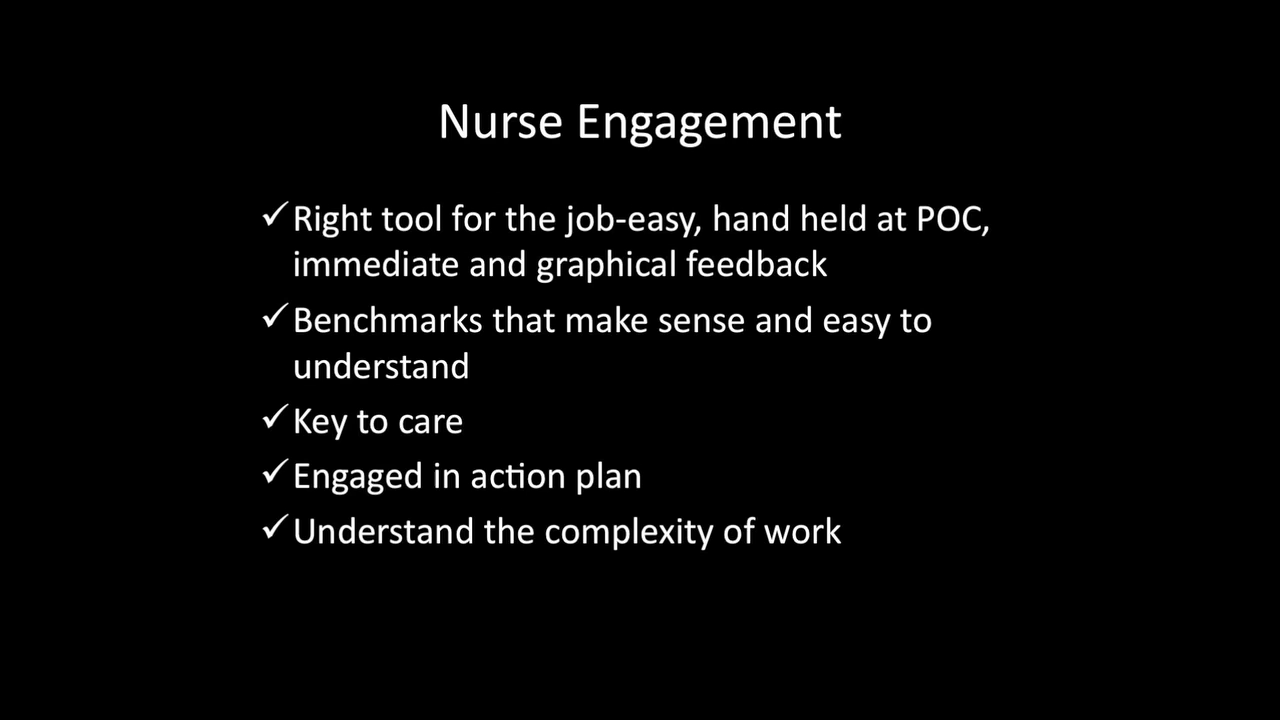 Nurse Engagement
✓Right tool for the job-easy, hand held at POC,
immediate and graphical feedback
✓Benchmarks that make sense and easy to
understand
✓Key to care
✓Engaged in action plan
✓Understand the complexity of work